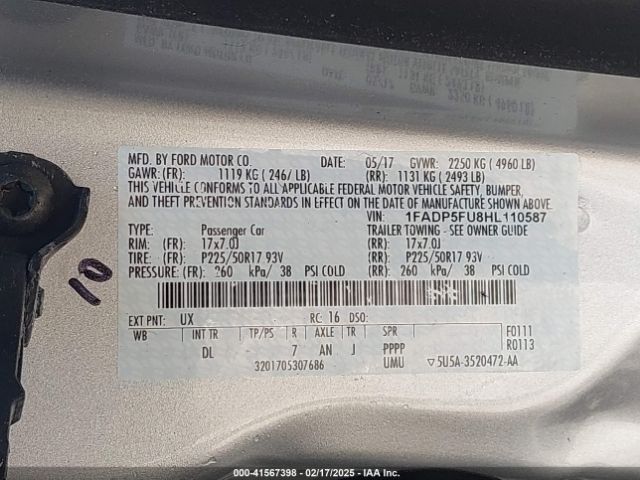 MFD. BY FORD MOTOR CO. DATE: 05/17 GVWR: 2250 KG ( 4960 LB)
GAWR: (FR): 1119 KG ( 2467 LB) (RR): 1131 KG ( 2493 LB)
THIS VEHICLE CONFORMS TO ALL APPLICABLE FEDERAL MOTOR VEHICLE SAFETY, BUMPER,
AND THEFT PREVENTION STANDARDS IN EFFECT ON THE DATE OF MANUFACTURE SHOWN ABOVE.
VIN: 1FADP5FU8HL110587
TYPE: Passenger Car TRAILER TOWING - SEE OWNER GUIDE
RIM: (FR): 17x7.0J (RR): 17x7.0J
TIRE: (FR): P225/50R17 93V (RR): P225/50R17 93V
PRESSURE: (FR): 260 kPa/ 38 PSI COLD (RR): 260 kPa/ 38 PSI COLD
10
EXT PNT: UX RC: 16 DSO: F0111
WB INT TR TP/PS R AXLE TR SPR R0113
DL 7 AN J PPPP
3201705307686 UMU ▽5U5A-3520472-AA
00-41567398 - 02/17/2025 - IAA Inc.